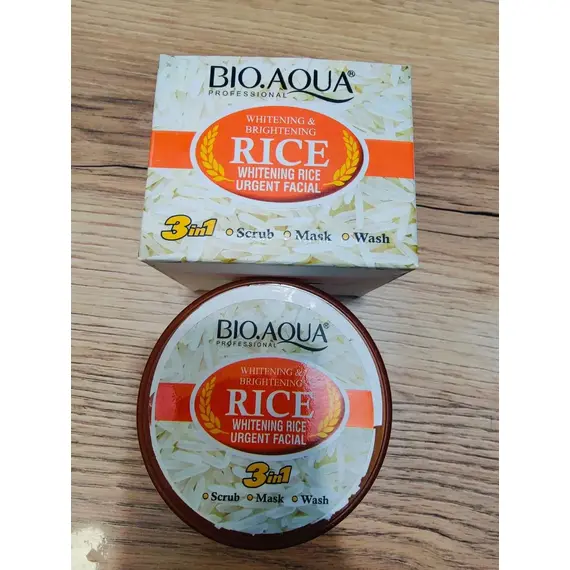 BIO.AQUA®
PROFESSIONAL
WHITENING &
BRIGHTENING
RICE
WHITENING RICE
URGENT FACIAL
3in1 Scrub Mask Wash
BIO.AQUA®
PROFESSIONAL
WHITENING &
BRIGHTENING
RICE
WHITENING RICE
URGENT FACIAL
3in1
Scrub Mask Wash